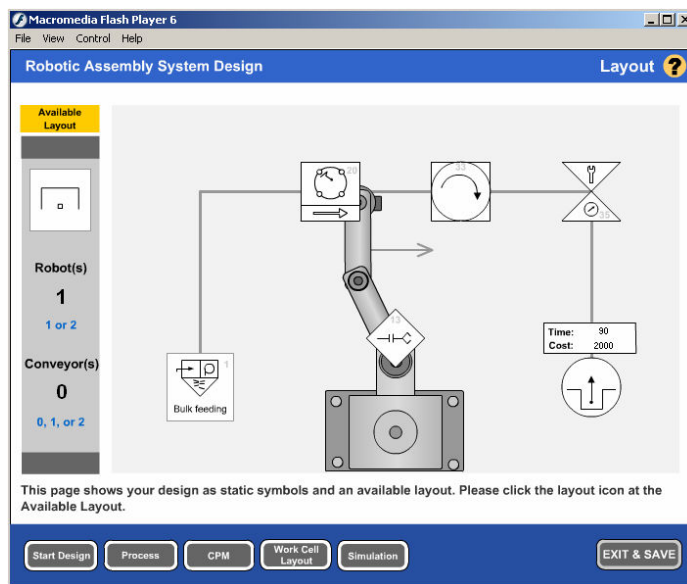 Macromedia Flash Player 6
File View Control Help
Robotic Assembly System Design
Layout ?
Available
Layout
Robot(s)
1
1 or 2
Conveyor(s)
0
0, 1, or 2
20
33
35
13
1
Bulk feeding
Time: 90
Cost: 2000
This page shows your design as static symbols and an available layout. Please click the layout icon at the
Available Layout.
Start Design
Process
CPM
Work Cell
Layout
Simulation
EXIT & SAVE